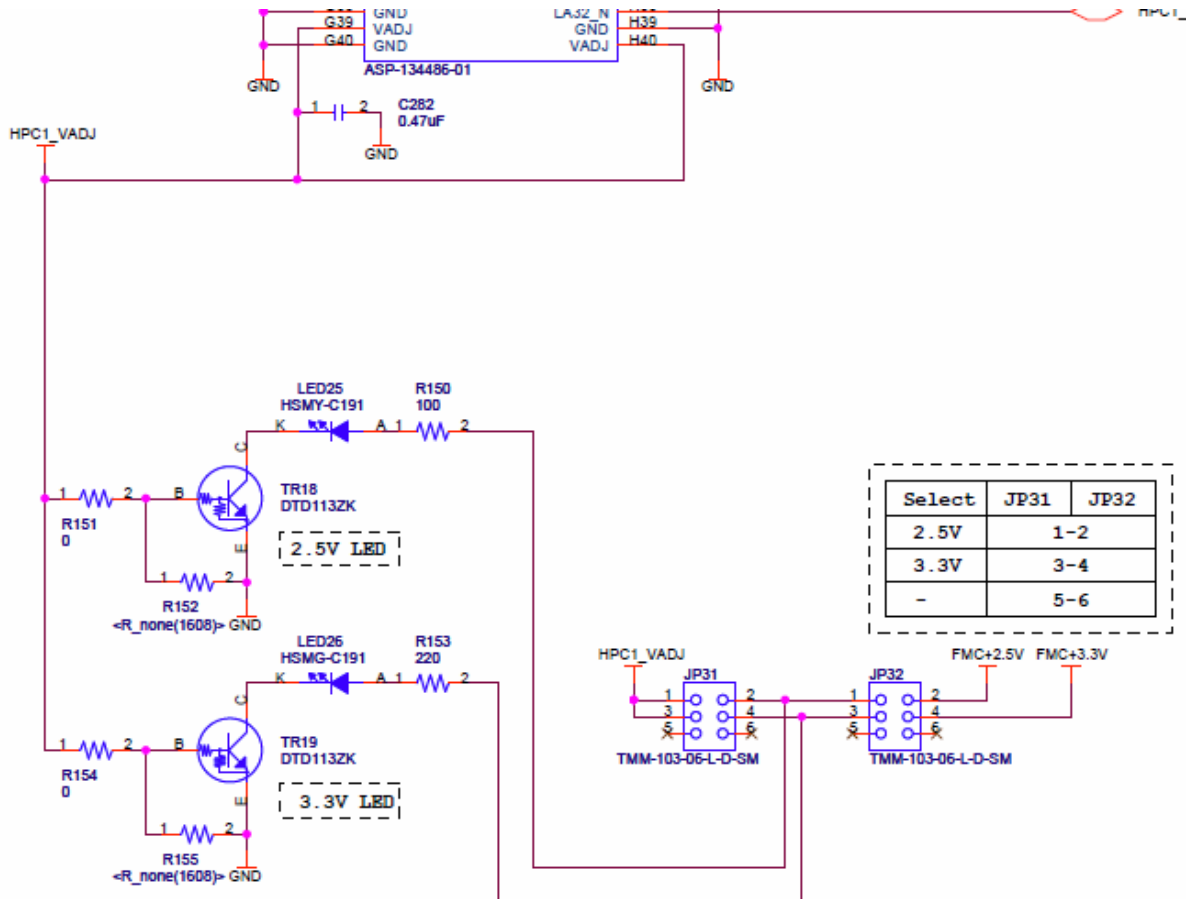 GND
LA32_N
G39
VADJ
GND
H39
G40
GND
VADJ
H40
ASP-134486-01
GND
GND
1
2
C282
0.47uF
GND
HPC1_VADJ
LED25
HSMY-C191
R150
100
K
A
1
2
C
1
2
B
R151
0
TR18
DTD113ZK
E
2.5V LED
1
2
R152
<R_none(1608)>
GND
Select
JP31
JP32
2.5V
1-2
3.3V
3-4
-
5-6
LED26
HSMG-C191
R153
220
K
A
1
2
C
1
2
B
R154
0
TR19
DTD113ZK
E
3.3V LED
1
2
R155
<R_none(1608)>
GND
HPC1_VADJ
FMC+2.5V
FMC+3.3V
JP31
JP32
1
2
1
2
3
4
3
4
5
6
5
6
TMM-103-06-L-D-SM
TMM-103-06-L-D-SM